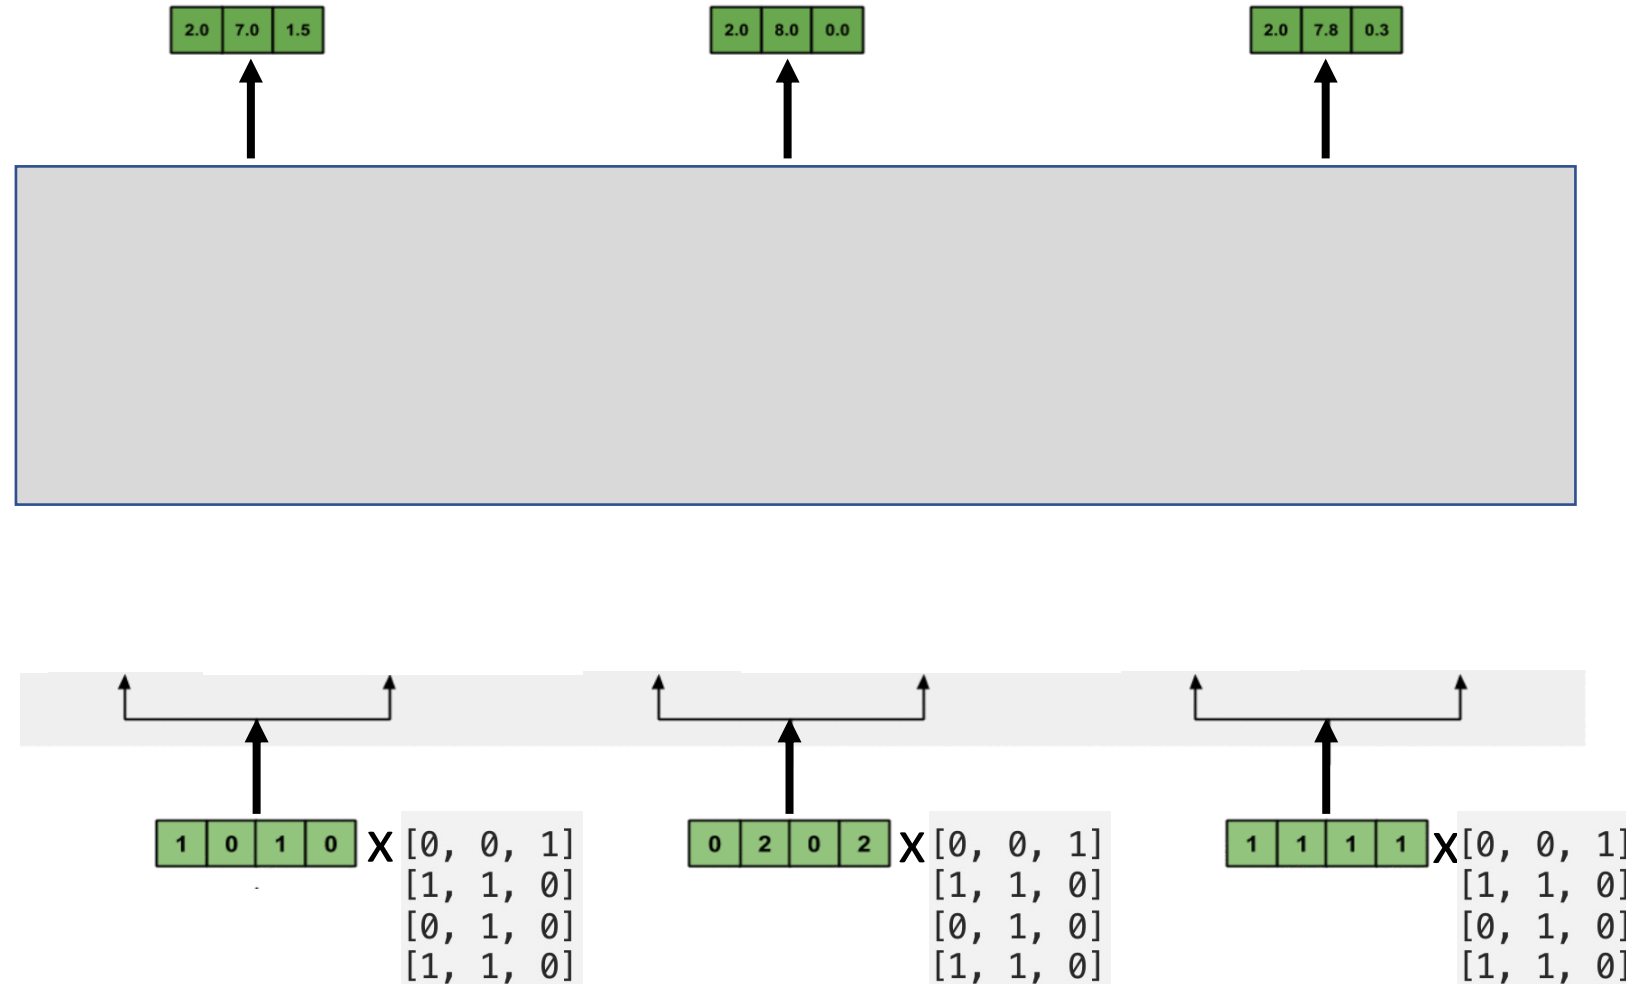 2.0 7.0 1.5
2.0 8.0 0.0
2.0 7.8 0.3
1 0 1 0 X
[0, 0, 1]
[1, 1, 0]
[0, 1, 0]
[1, 1, 0]
0 2 0 2 X
[0, 0, 1]
[1, 1, 0]
[0, 1, 0]
[1, 1, 0]
1 1 1 1 X
[0, 0, 1]
[1, 1, 0]
[0, 1, 0]
[1, 1, 0]